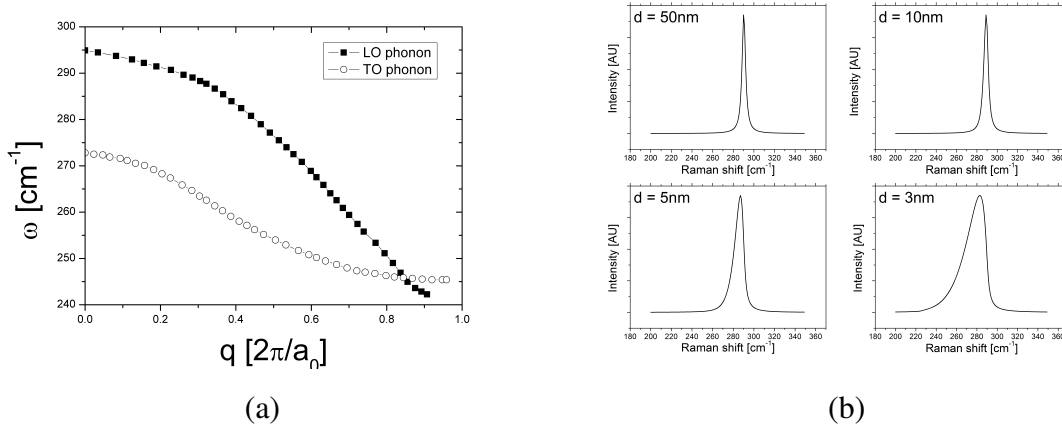 300
295
290
280
270
260
250
240
ω [cm⁻¹]
LO phonon
TO phonon
0.0 0.2 0.4 0.6 0.8 1.0
q [2π/a₀]
(a)
d = 50nm
Intensity [AU]
180 200 220 240 260 280 300 320 340 360
Raman shift [cm⁻¹]
d = 10nm
Intensity [AU]
180 200 220 240 260 280 300 320 340 360
Raman shift [cm⁻¹]
d = 5nm
Intensity [AU]
180 200 220 240 260 280 300 320 340 360
Raman shift [cm⁻¹]
d = 3nm
Intensity [AU]
180 200 220 240 260 280 300 320 340 360
Raman shift [cm⁻¹]
(b)